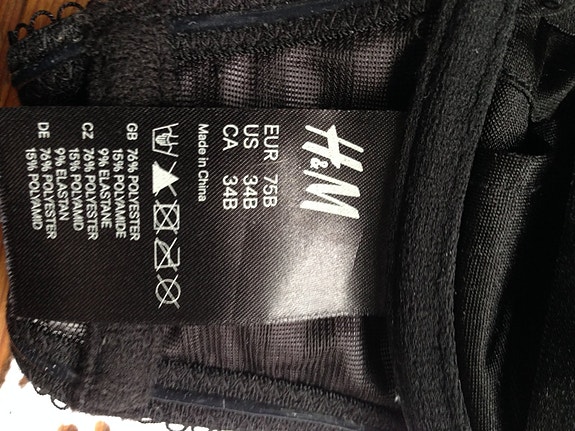 H&M
EUR 75B
US 34B
CA 34B
Made in China
GB 76% POLYESTER
15% POLYAMIDE
9% ELASTANE
CZ 76% POLYESTER
15% POLYAMID
9% ELASTAN
DE 76% POLYESTER
15% POLYAMID